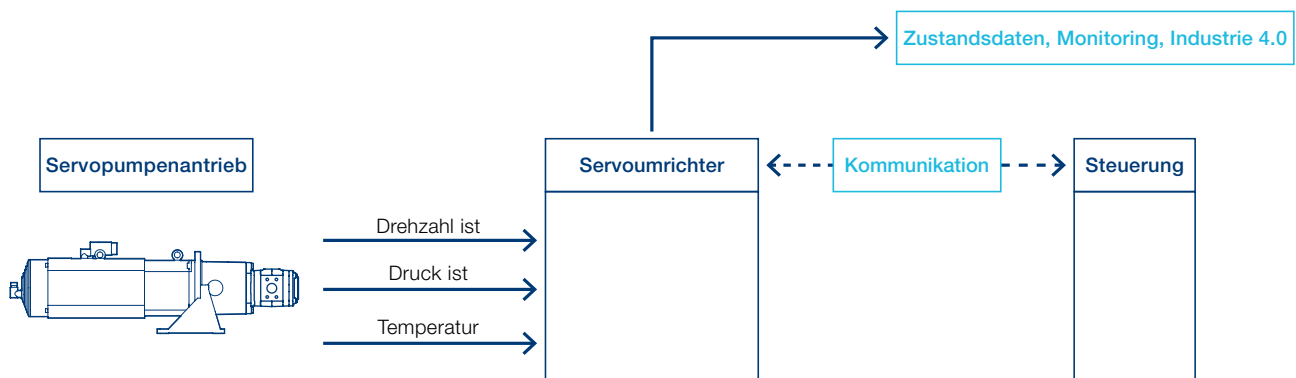 Zustandsdaten, Monitoring, Industrie 4.0
Servopumpenantrieb
Servoumrichter
Kommunikation
Steuerung
Drehzahl ist
Druck ist
Temperatur